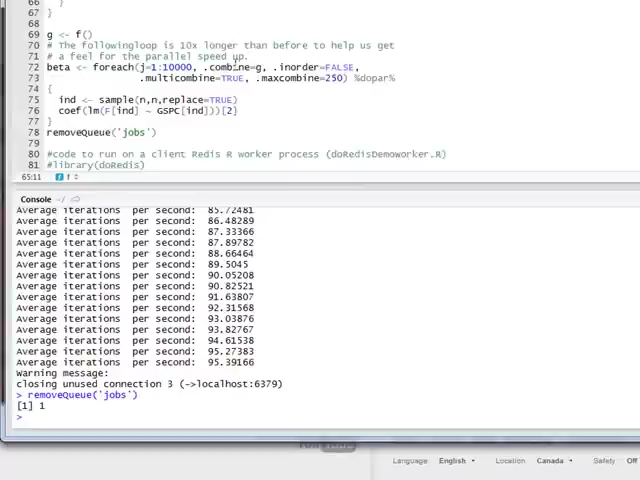 66   }
67 }
68
69 g <- f()
70 # The followingloop is 10x longer than before to help us get
71 # a feel for the parallel speed up.
72 beta <- foreach(j=1:10000, .combine=g, .inorder=FALSE,
73 .multicombine=TRUE, .maxcombine=250) %dopar%
74 {
75 ind <- sample(n,n,replace=TRUE)
76 coef(lm(F[ind] ~ GSPC[ind]))[2]
77 }
78 removeQueue('jobs')
79
80 #code to run on a client Redis R worker process (doRedisDemoworker.R)
81 #library(doRedis)
65:11 f
Console ~/
Average iterations per second: 85.72481
Average iterations per second: 86.48289
Average iterations per second: 87.33366
Average iterations per second: 87.89782
Average iterations per second: 88.66464
Average iterations per second: 89.5045
Average iterations per second: 90.05208
Average iterations per second: 90.82521
Average iterations per second: 91.63807
Average iterations per second: 92.31568
Average iterations per second: 93.03876
Average iterations per second: 93.82767
Average iterations per second: 94.61538
Average iterations per second: 95.27383
Average iterations per second: 95.39166
Warning message:
closing unused connection 3 (->localhost:6379)
> removeQueue('jobs')
[1] 1
>
Language English Location Canada Safety Off